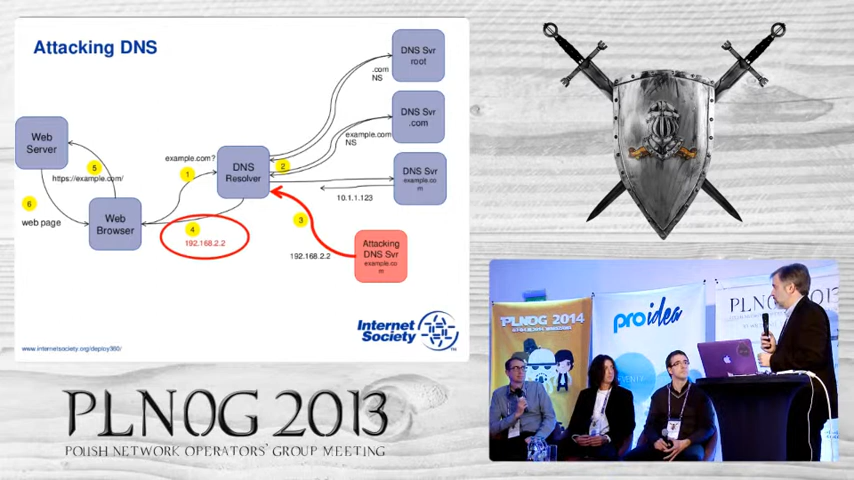 Attacking DNS
DNS Svr
root
.com
NS
DNS Svr
.com
example.com
NS
Web
Server
example.com?
DNS
Resolver
2
DNS Svr
example.co
m
5
1
https://example.com/
10.1.1.123
6
web page
Web
Browser
4
192.168.2.2
3
192.168.2.2
Attacking
DNS Svr
example.co
m
Internet
Society
TM
www.internetsociety.org/deploy360/
PLNOG 2013
POLISH NETWORK OPERATORS' GROUP MEETING
PLNOG 2014
proidea
PLNOG 2013